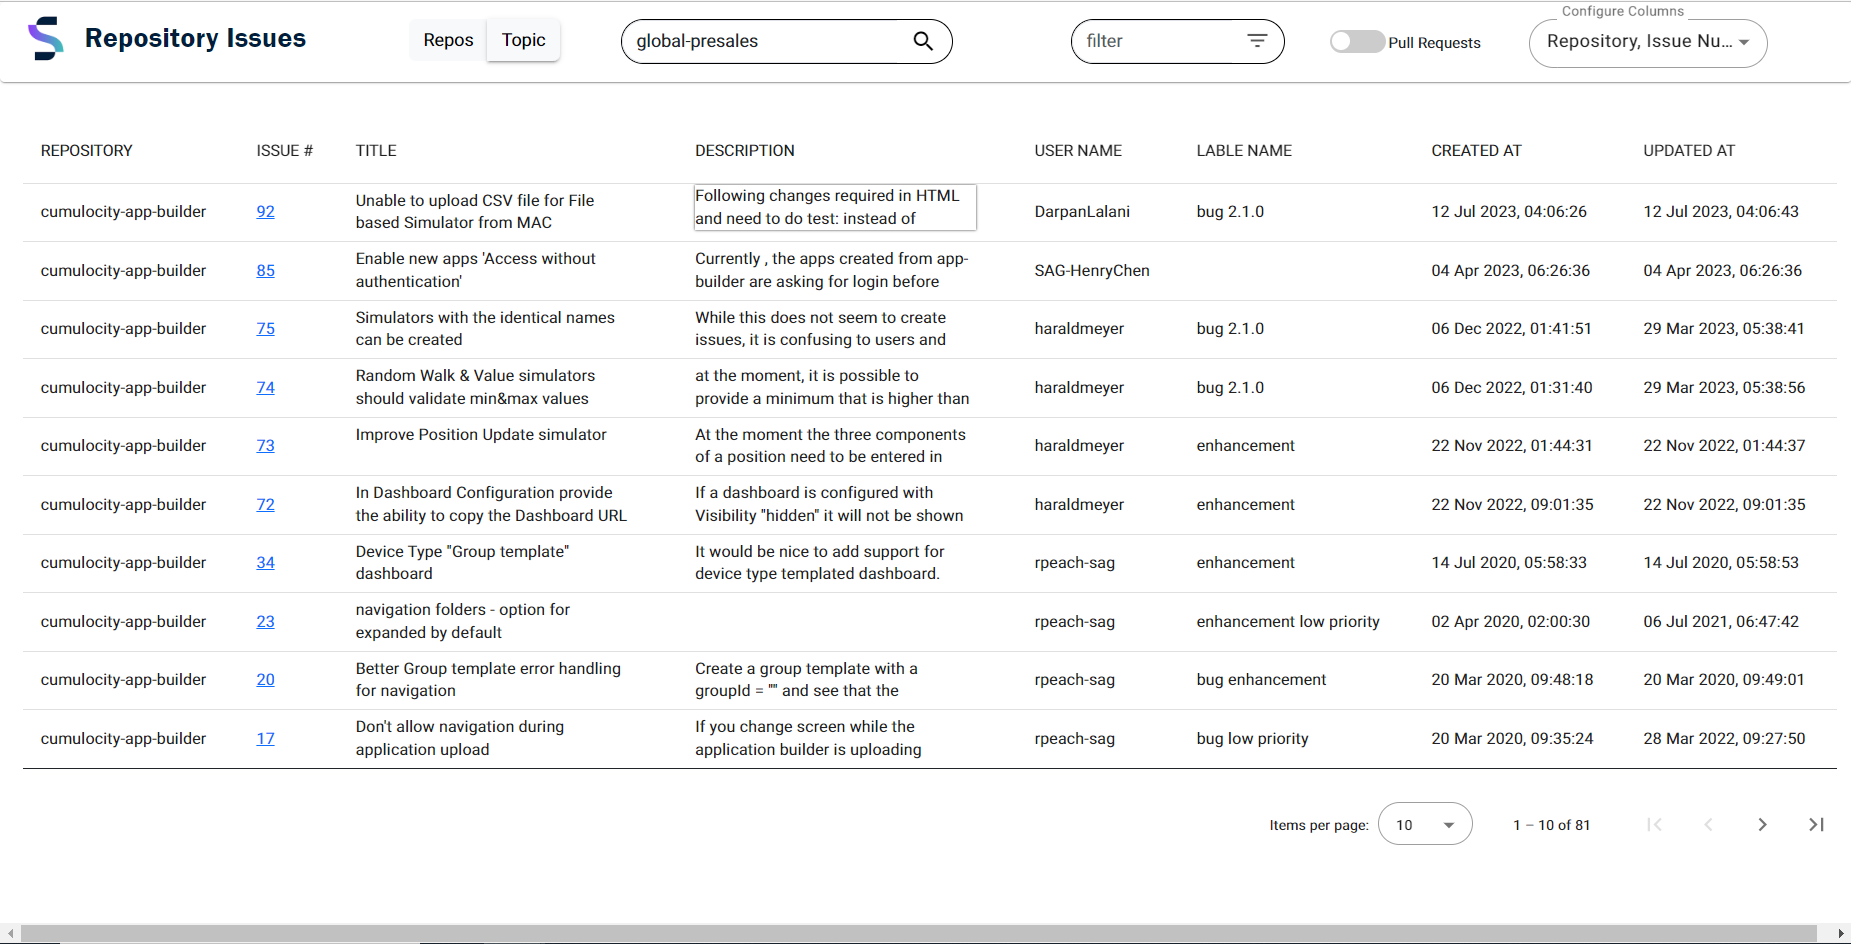 Repository Issues
Repos
Topic
global-presales
filter
Pull Requests
Configure Columns
Repository, Issue Nu...
REPOSITORY ISSUE # TITLE DESCRIPTION USER NAME LABLE NAME CREATED AT UPDATED AT
cumulocity-app-builder
92
Unable to upload CSV file for File
based Simulator from MAC
Following changes required in HTML
and need to do test: instead of
DarpanLalani
bug 2.1.0
12 Jul 2023, 04:06:26
12 Jul 2023, 04:06:43
cumulocity-app-builder
85
Enable new apps 'Access without
authentication'
Currently , the apps created from app-
builder are asking for login before
SAG-HenryChen
04 Apr 2023, 06:26:36
04 Apr 2023, 06:26:36
cumulocity-app-builder
75
Simulators with the identical names
can be created
While this does not seem to create
issues, it is confusing to users and
haraldmeyer
bug 2.1.0
06 Dec 2022, 01:41:51
29 Mar 2023, 05:38:41
cumulocity-app-builder
74
Random Walk & Value simulators
should validate min&max values
at the moment, it is possible to
provide a minimum that is higher than
haraldmeyer
bug 2.1.0
06 Dec 2022, 01:31:40
29 Mar 2023, 05:38:56
cumulocity-app-builder
73
Improve Position Update simulator
At the moment the three components
of a position need to be entered in
haraldmeyer
enhancement
22 Nov 2022, 01:44:31
22 Nov 2022, 01:44:37
cumulocity-app-builder
72
In Dashboard Configuration provide
the ability to copy the Dashboard URL
If a dashboard is configured with
Visibility "hidden" it will not be shown
haraldmeyer
enhancement
22 Nov 2022, 09:01:35
22 Nov 2022, 09:01:35
cumulocity-app-builder
34
Device Type "Group template"
dashboard
It would be nice to add support for
device type templated dashboard.
rpeach-sag
enhancement
14 Jul 2020, 05:58:33
14 Jul 2020, 05:58:53
cumulocity-app-builder
23
navigation folders - option for
expanded by default
rpeach-sag
enhancement low priority
02 Apr 2020, 02:00:30
06 Jul 2021, 06:47:42
cumulocity-app-builder
20
Better Group template error handling
for navigation
Create a group template with a
groupId = "" and see that the
rpeach-sag
bug enhancement
20 Mar 2020, 09:48:18
20 Mar 2020, 09:49:01
cumulocity-app-builder
17
Don't allow navigation during
application upload
If you change screen while the
application builder is uploading
rpeach-sag
bug low priority
20 Mar 2020, 09:35:24
28 Mar 2022, 09:27:50
Items per page:
10
1 – 10 of 81